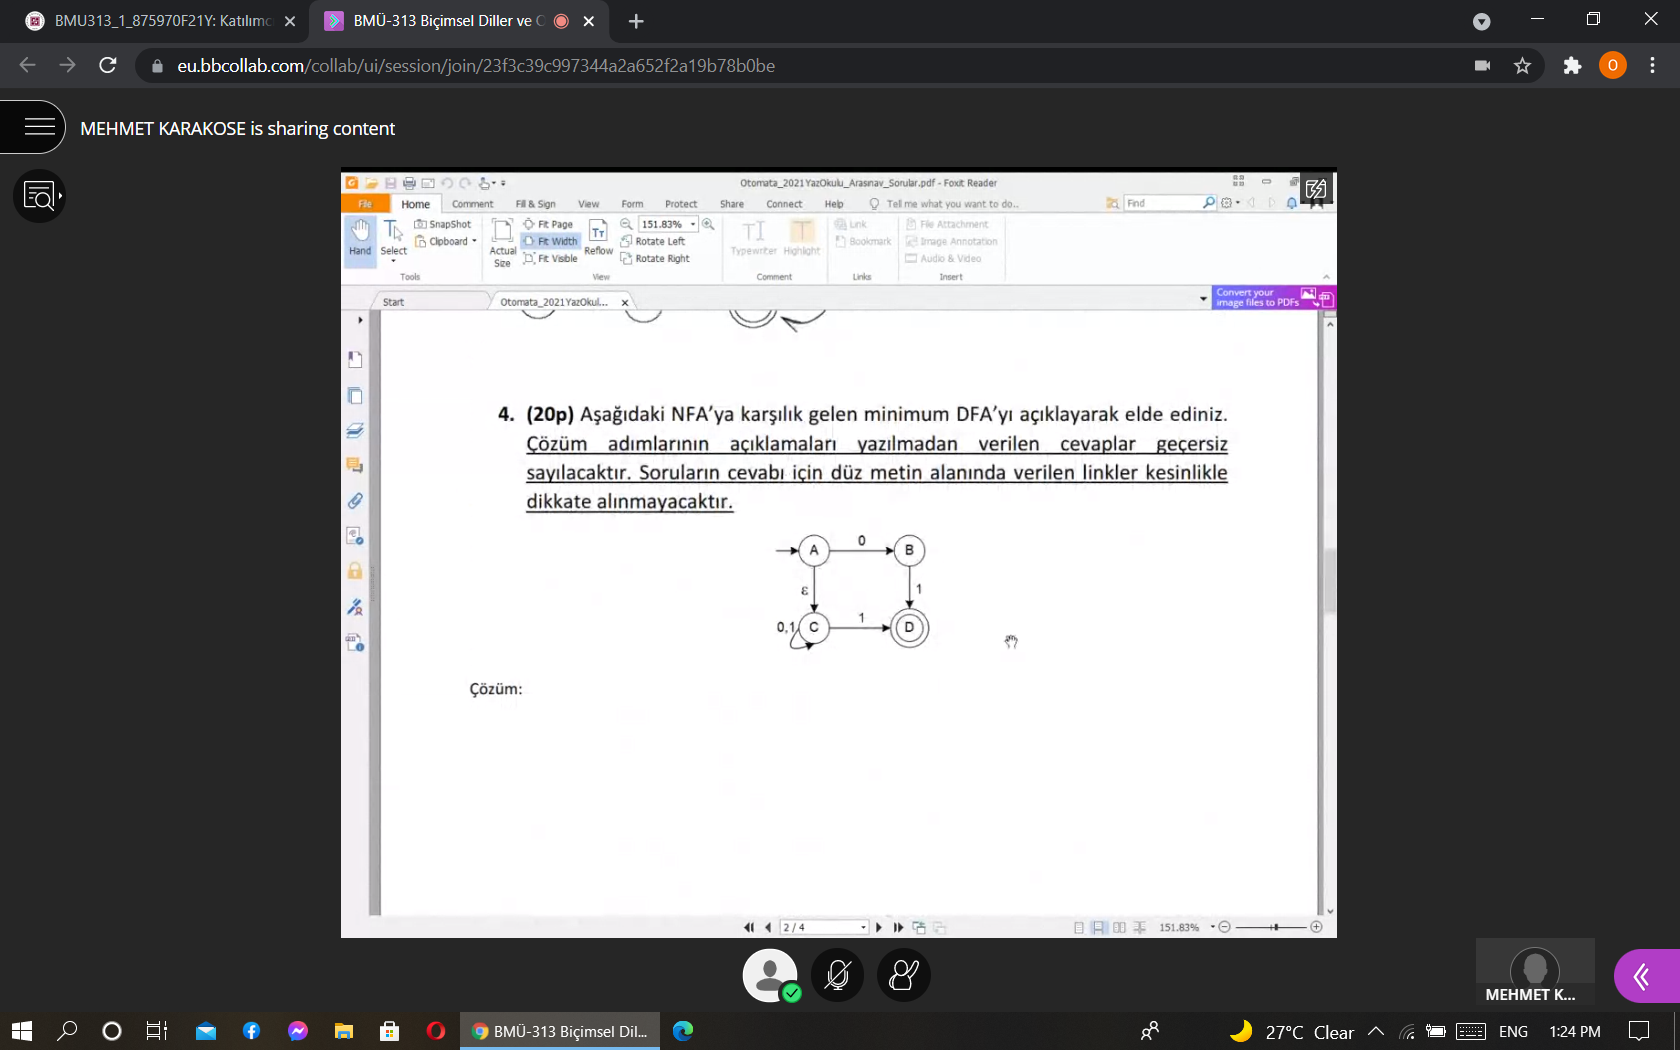 BMU313_1_875970F21Y: Katılımc
BMÜ-313 Biçimsel Diller ve O
eu.bbcollab.com/collab/ui/session/join/23f3c39c997344a2a652f2a19b78b0be
O
MEHMET KARAKOSE is sharing content
Otomata_2021YazOkulu_Arasınav_Sorular.pdf - Foxit Reader
File Home Comment Fill & Sign View Form Protect Share Connect Help Tell me what you want to do... Find
Hand
Select
SnapShot
Clipboard
Tools
Actual Size
Fit Page
Fit Width
Fit Visible
Reflow
151.83%
Rotate Left
Rotate Right
View
Typewriter Highlight
Comment
Link
Bookmark
Links
File Attachment
Image Annotation
Audio & Video
Insert
Start
Otomata_2021YazOkul...
Convert your
image files to PDFs
4. (20p) Aşağıdaki NFA’ya karşılık gelen minimum DFA’yı açıklayarak elde ediniz.
Çözüm adımlarının açıklamaları yazılmadan verilen cevaplar geçersiz
sayılacaktır. Soruların cevabı için düz metin alanında verilen linkler kesinlikle
dikkate alınmayacaktır.
A 0 B
ε 1
0,1 C 1 D
Çözüm:
2 / 4
151.83%
MEHMET K...
BMÜ-313 Biçimsel Dil...
27°C Clear
ENG
1:24 PM